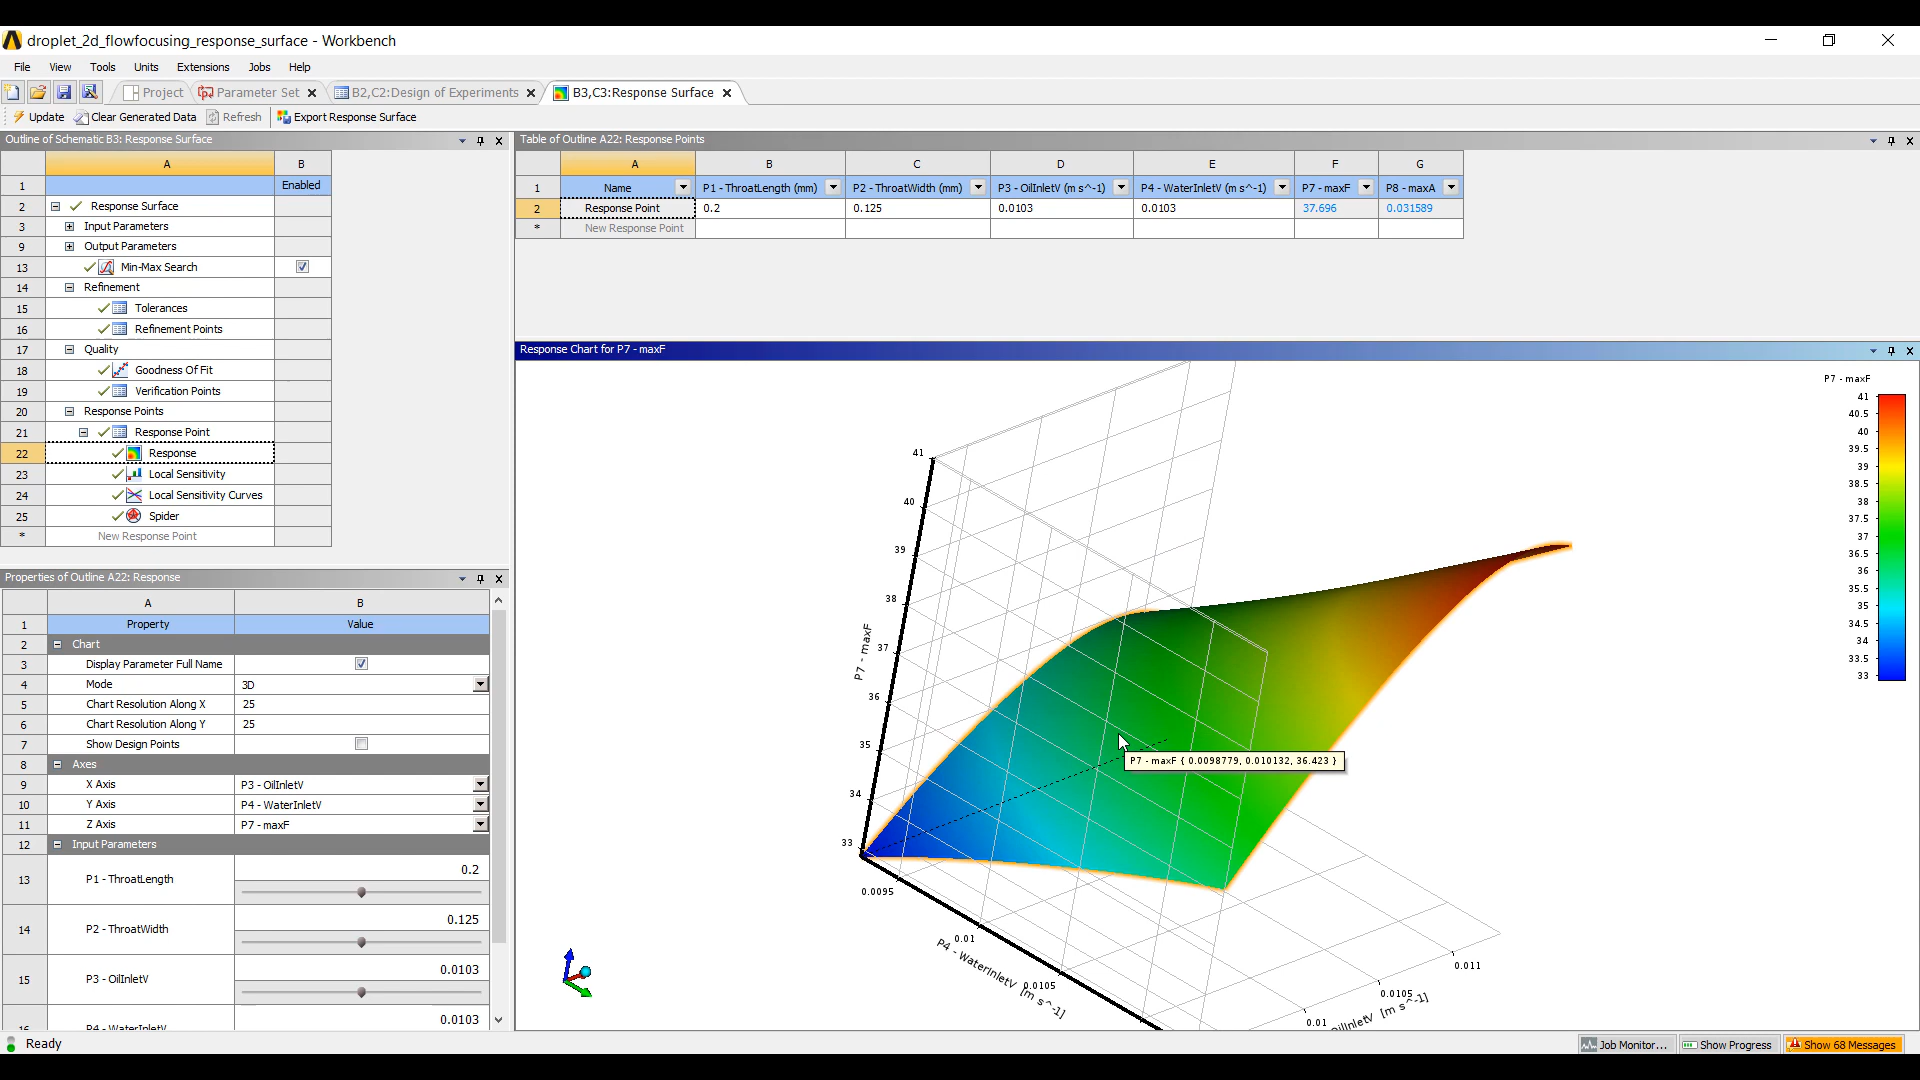 droplet_2d_flowfocusing_response_surface - Workbench
File View Tools Units Extensions Jobs Help
Project Parameter Set B2,C2:Design of Experiments B3,C3:Response Surface
Update Clear Generated Data Refresh Export Response Surface
Outline of Schematic B3: Response Surface
A B
1 Enabled
2 Response Surface
3 Input Parameters
9 Output Parameters
13 Min-Max Search
14 Refinement
15 Tolerances
16 Refinement Points
17 Quality
18 Goodness Of Fit
19 Verification Points
20 Response Points
21 Response Point
22 Response
23 Local Sensitivity
24 Local Sensitivity Curves
25 Spider
* New Response Point
Properties of Outline A22: Response
A B
1 Property Value
2 Chart
3 Display Parameter Full Name
4 Mode 3D
5 Chart Resolution Along X 25
6 Chart Resolution Along Y 25
7 Show Design Points
8 Axes
9 X Axis P3 - OilInletV
10 Y Axis P4 - WaterInletV
11 Z Axis P7 - maxF
12 Input Parameters
13 P1 - ThroatLength 0.2
14 P2 - ThroatWidth 0.125
15 P3 - OilInletV 0.0103
16 P4 - WaterInletV 0.0103
Table of Outline A22: Response Points
A B C D E F G
1 Name P1 - ThroatLength (mm) P2 - ThroatWidth (mm) P3 - OilInletV (m s^-1) P4 - WaterInletV (m s^-1) P7 - maxF P8 - maxA
2 Response Point 0.2 0.125 0.0103 0.0103 37.696 0.031589
* New Response Point
Response Chart for P7 - maxF
P7 - maxF
41
40.5
40
39.5
39
38.5
38
37.5
37
36.5
36
35.5
35
34.5
34
33.5
33
41
40
39
38
37
36
35
34
33
P7 - maxF
P7 - maxF { 0.0098779, 0.010132, 36.423 }
0.0095
0.01
0.0105
P4 - WaterInletV [m s^-1]
0.011
0.0105
0.01
OilInletV [m s^-1]
Ready
Job Monitor... Show Progress Show 68 Messages